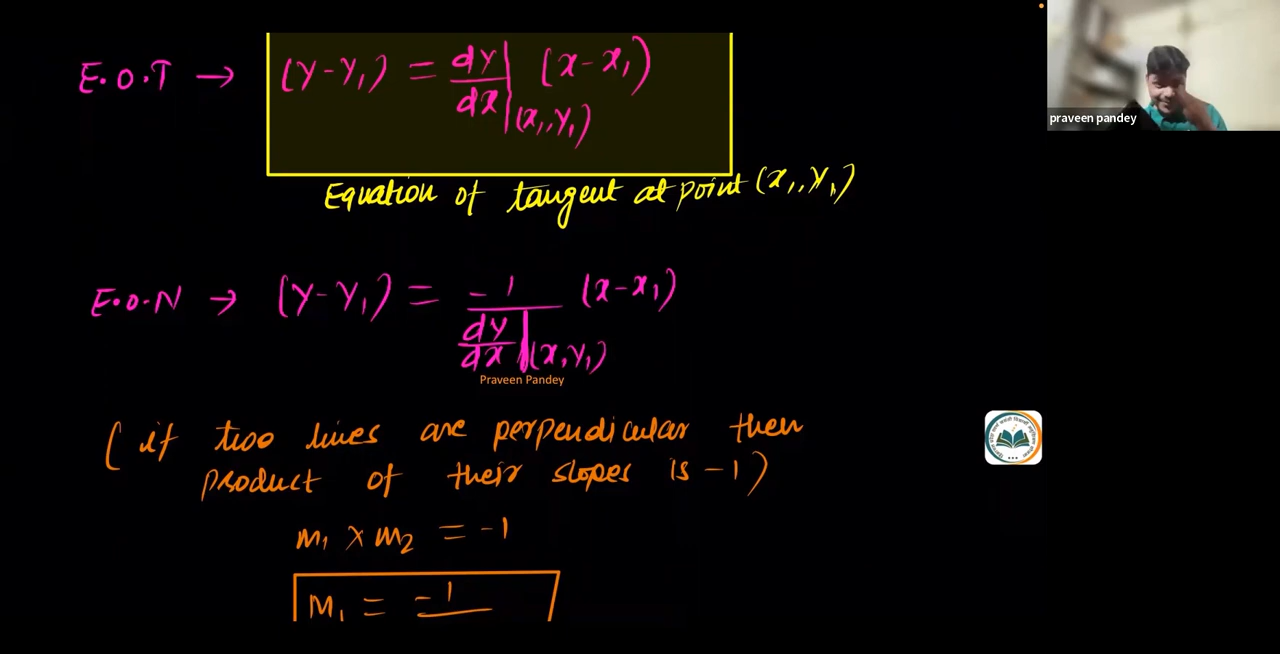 E.O.T → (y-y₁) = dy/dx|(x₁,y₁) (x-x₁)
praveen pandey
Equation of tangent at point (x₁,y₁)
E.O.N → (y-y₁) = -1/(dy/dx|(x₁,y₁)) (x-x₁)
Praveen Pandey
(if two lines are perpendicular then
product of their slopes is -1)
m₁ x m₂ = -1
m₁ = -1